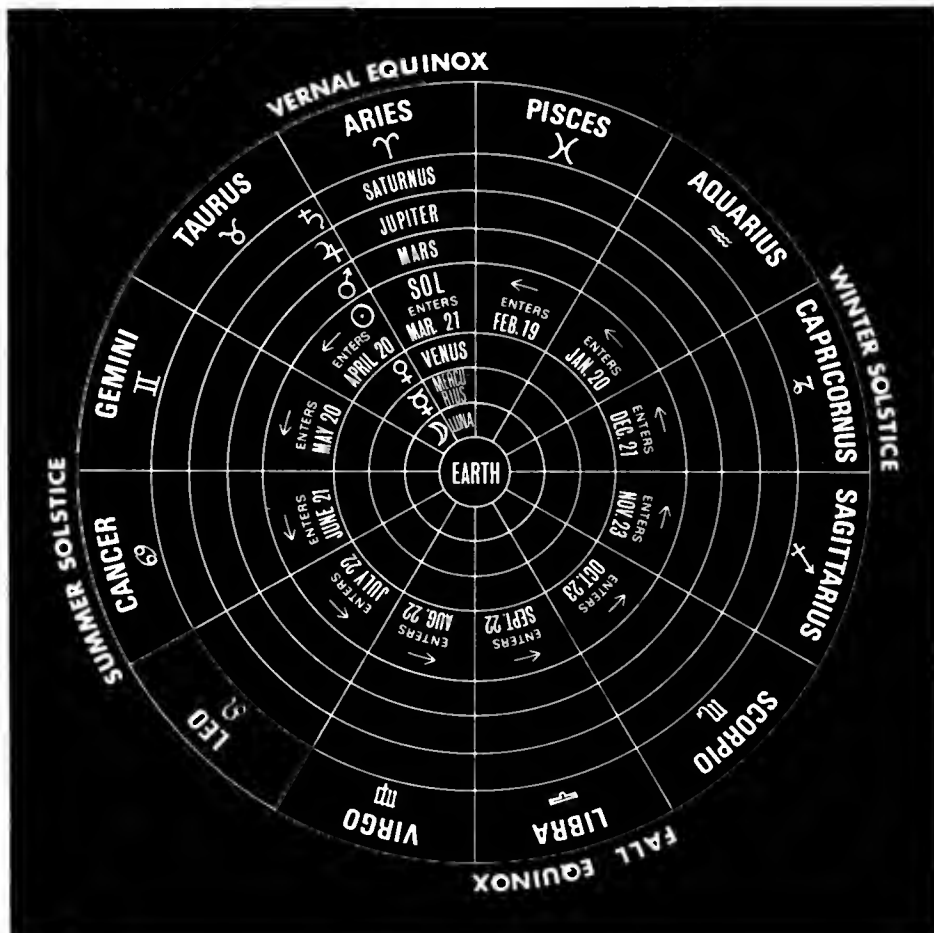 VERNAL EQUINOX
ARIES
♈
SATURNUS
♄
JUPITER
♃
MARS
♂
SOL
☉
ENTERS
MAR. 21
VENUS
♀
MERCU
RIUS
☿
LUNA
☽
EARTH
TAURUS
♉
ENTERS
APRIL 20
GEMINI
♊
ENTERS
MAY 20
SUMMER SOLSTICE
CANCER
♋
ENTERS
JUNE 21
LEO
♌
ENTERS
JULY 22
VIRGO
♍
ENTERS
AUG. 22
FALL EQUINOX
LIBRA
♎
ENTERS
SEPT. 22
SCORPIO
♏
ENTERS
OCT. 23
SAGITTARIUS
♐
ENTERS
NOV. 23
WINTER SOLSTICE
CAPRICORNUS
♑
ENTERS
DEC. 21
AQUARIUS
♒
ENTERS
JAN. 20
PISCES
♓
ENTERS
FEB. 19